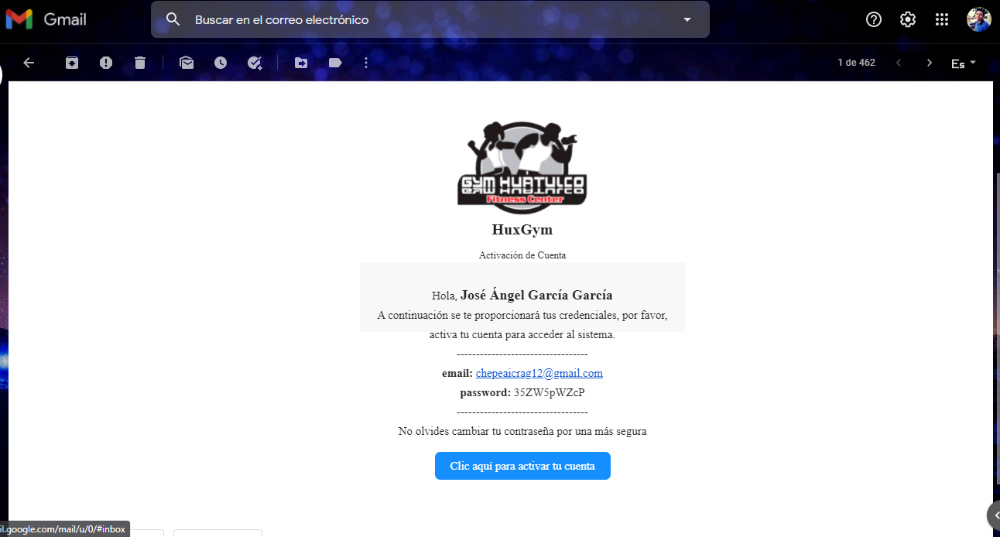 Gmail
Buscar en el correo electrónico
1 de 462
Es
GYM HUATULCO
Fitness Center
HuxGym
Activación de Cuenta
Hola, José Ángel García García
A continuación se te proporcionará tus credenciales, por favor,
activa tu cuenta para acceder al sistema.
----------------------------------
email: chepeaicrag12@gmail.com
password: 35ZW5pWZcP
----------------------------------
No olvides cambiar tu contraseña por una más segura
Clic aquí para activar tu cuenta
il.google.com/mail/u/0/#inbox